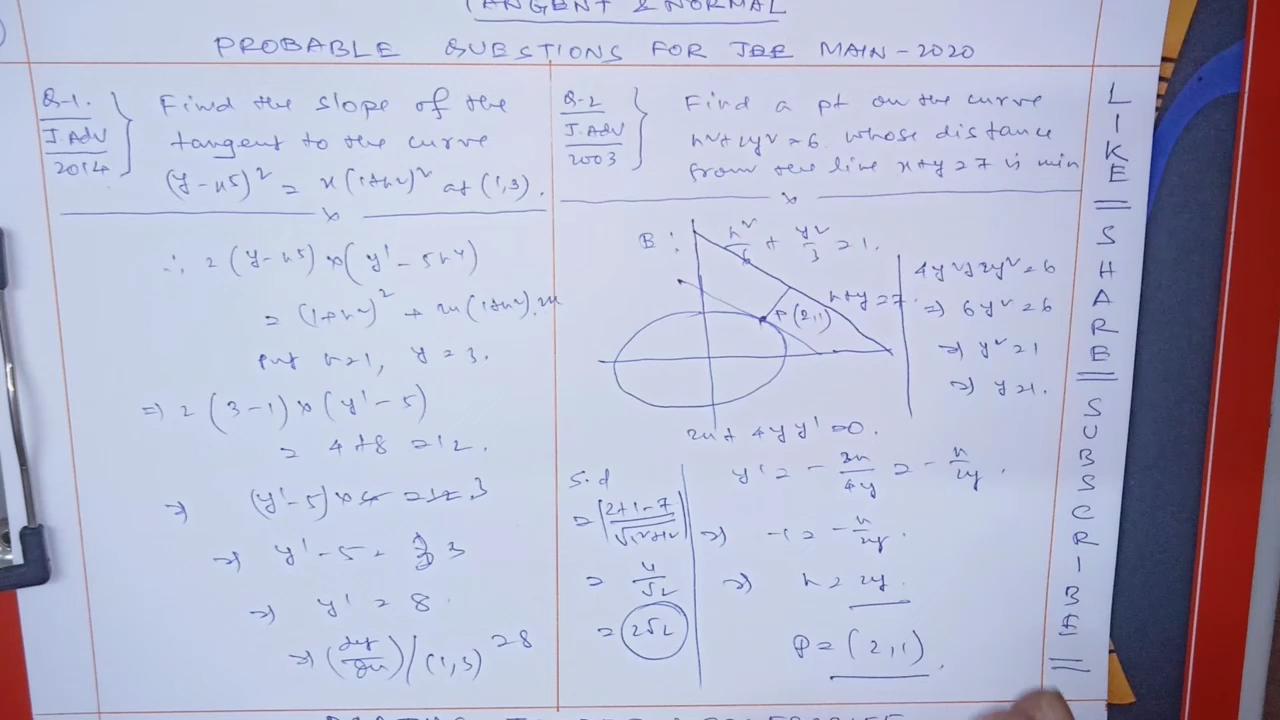 TANGENT & NORMAL
PROBABLE QUESTIONS FOR JEE MAIN-2020
Q-1.
J.Adv
2014
Find the slope of the
tangent to the curve
(y-x5)² = x(1+x²)² at (1,3).
∴ 2(y-x5)×(y'-5x⁴)
= (1+x²)² + 2x(1+x²).2x
put x=1, y=3.
⇒ 2(3-1)×(y'-5)
= 4+8 = 12.
⇒ (y'-5)×4 = 12.3
⇒ y'-5 = 3
⇒ y' = 8
⇒ (dy/dx)/(1,3) = 8
Q-2
J.Adv
2003
Find a pt on the curve
x²+2y²=6 whose distance
from the line x+y=7 is min
B:
x²/6 + y²/3 = 1.
x+y=7.
P(2,1)
4y²+2y²=6
⇒ 6y²=6
⇒ y²=1
⇒ y=1.
2x+4yy'=0.
y' = -2x/4y = -x/2y.
⇒ -1 = -x/2y.
⇒ x = 2y.
P = (2,1)
S.d
= |2+1-7/√1²+1²|
= 4/√2
= 2√2
LIKE || SHARE || SUBSCRIBE ||